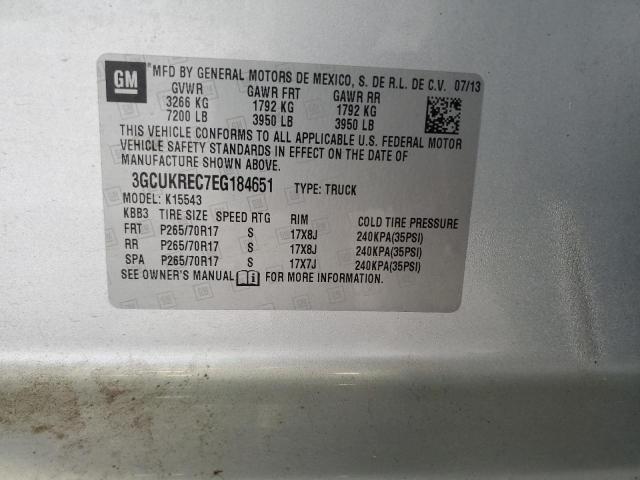 GM MFD BY GENERAL MOTORS DE MEXICO, S. DE R.L. DE C.V. 07/13
GVWR GAWR FRT GAWR RR
3266 KG 1792 KG 1792 KG
7200 LB 3950 LB 3950 LB
THIS VEHICLE CONFORMS TO ALL APPLICABLE U.S. FEDERAL MOTOR
VEHICLE SAFETY STANDARDS IN EFFECT ON THE DATE OF
MANUFACTURE SHOWN ABOVE.
3GCUKREC7EG184651 TYPE: TRUCK
MODEL: K15543
KBB3 TIRE SIZE SPEED RTG RIM COLD TIRE PRESSURE
FRT P265/70R17 S 17X8J 240KPA(35PSI)
RR P265/70R17 S 17X8J 240KPA(35PSI)
SPA P265/70R17 S 17X7J 240KPA(35PSI)
SEE OWNER'S MANUAL FOR MORE INFORMATION.